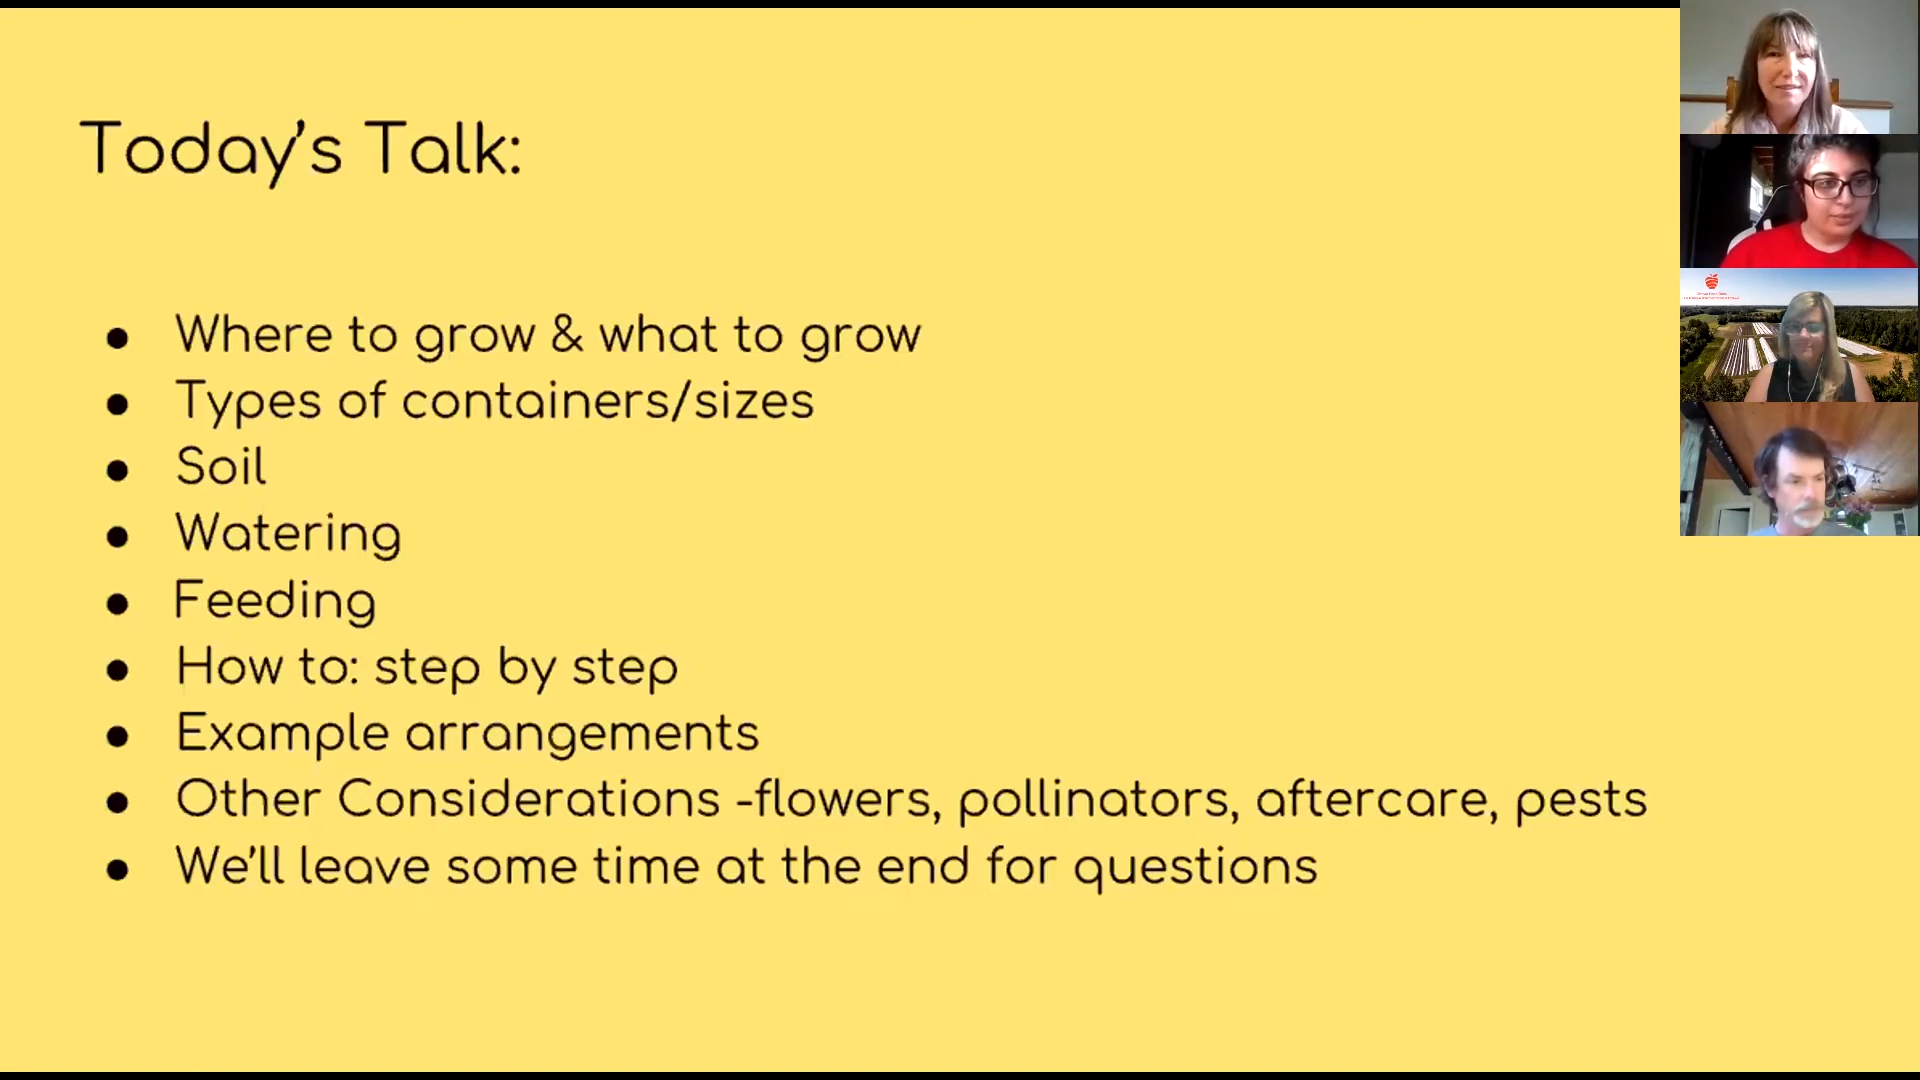 Today's Talk:
● Where to grow & what to grow
● Types of containers/sizes
● Soil
● Watering
● Feeding
● How to: step by step
● Example arrangements
● Other Considerations -flowers, pollinators, aftercare, pests
● We'll leave some time at the end for questions